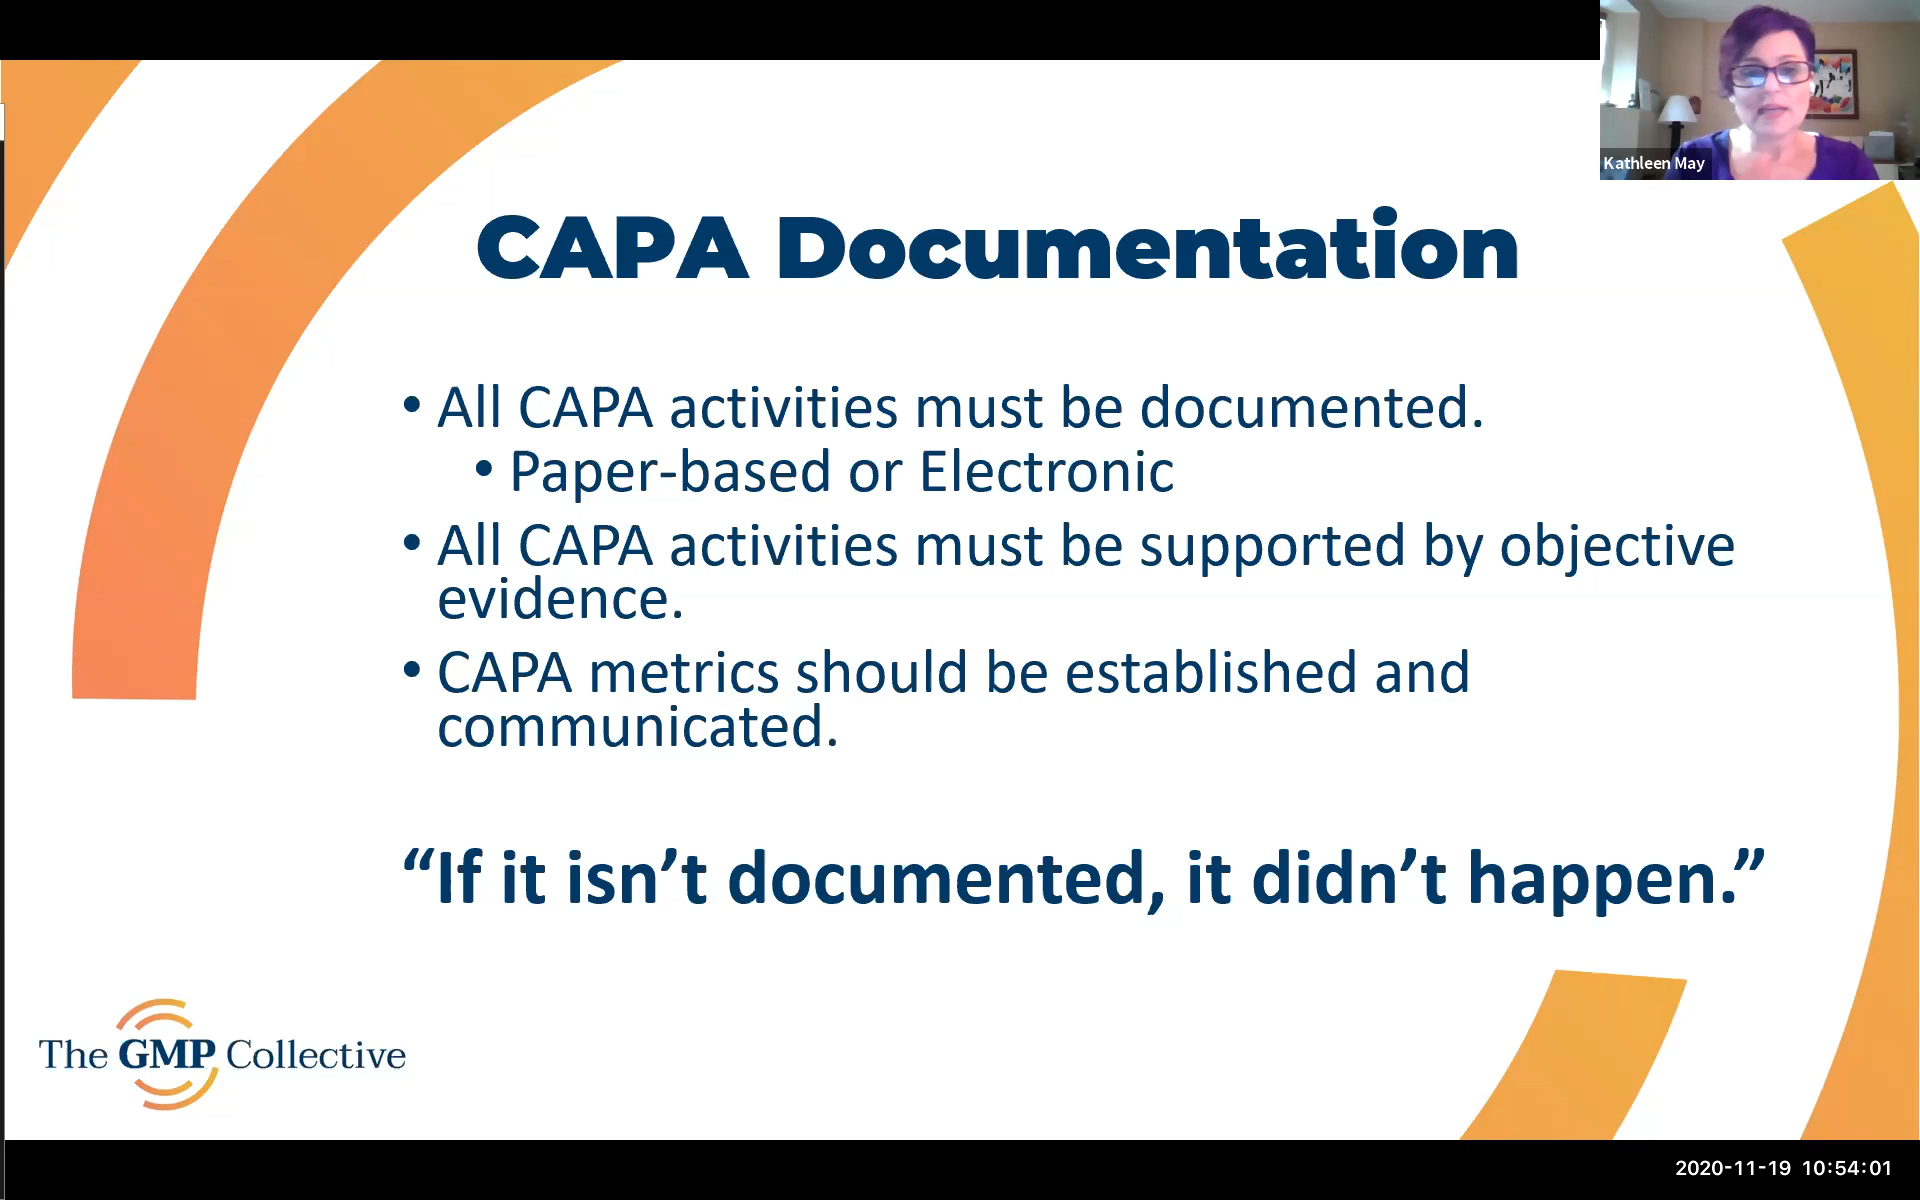 Kathleen May
CAPA Documentation
• All CAPA activities must be documented.
• Paper-based or Electronic
• All CAPA activities must be supported by objective
evidence.
• CAPA metrics should be established and
communicated.
“If it isn’t documented, it didn’t happen.”
The GMP Collective
2020-11-19 10:54:01